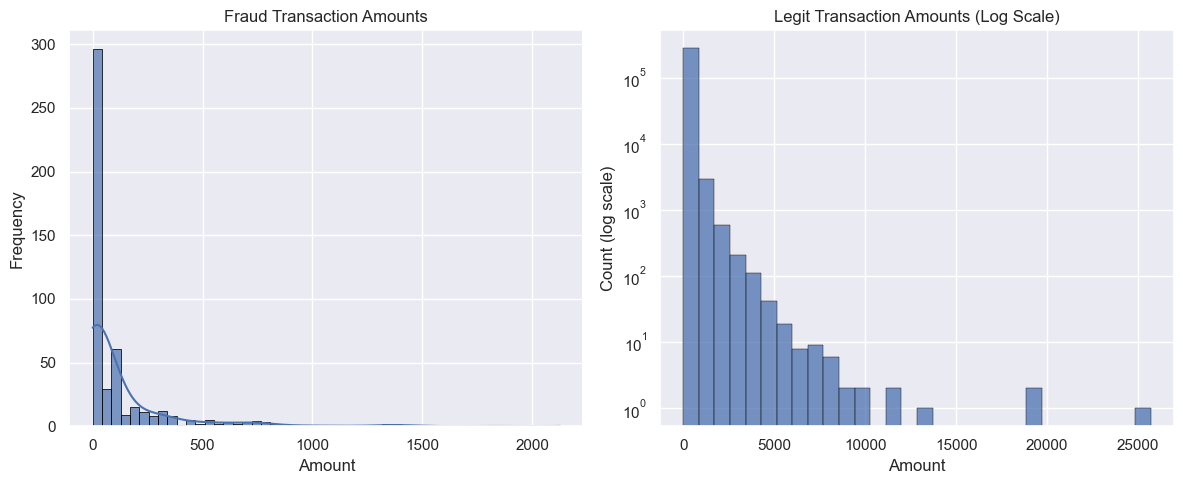 Fraud Transaction Amounts
300
250
200
150
100
50
0
Frequency
0 500 1000 1500 2000
Amount
Legit Transaction Amounts (Log Scale)
10^5
10^4
10^3
10^2
10^1
10^0
Count (log scale)
0 5000 10000 15000 20000 25000
Amount